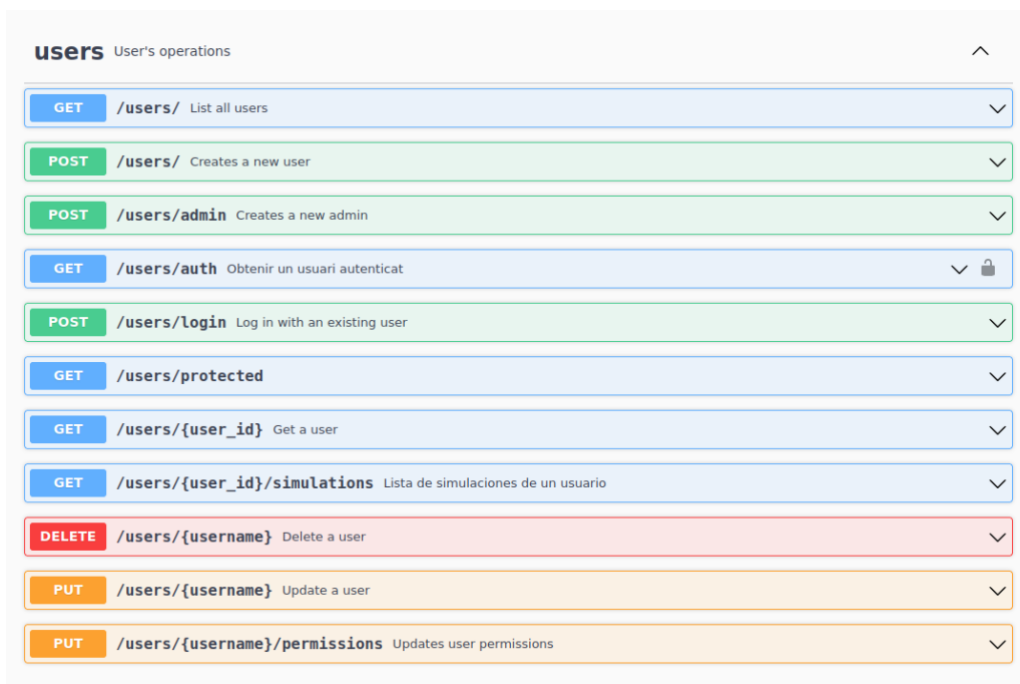 users User's operations
GET /users/ List all users
POST /users/ Creates a new user
POST /users/admin Creates a new admin
GET /users/auth Obtenir un usuari autenticat
POST /users/login Log in with an existing user
GET /users/protected
GET /users/{user_id} Get a user
GET /users/{user_id}/simulations Lista de simulaciones de un usuario
DELETE /users/{username} Delete a user
PUT /users/{username} Update a user
PUT /users/{username}/permissions Updates user permissions